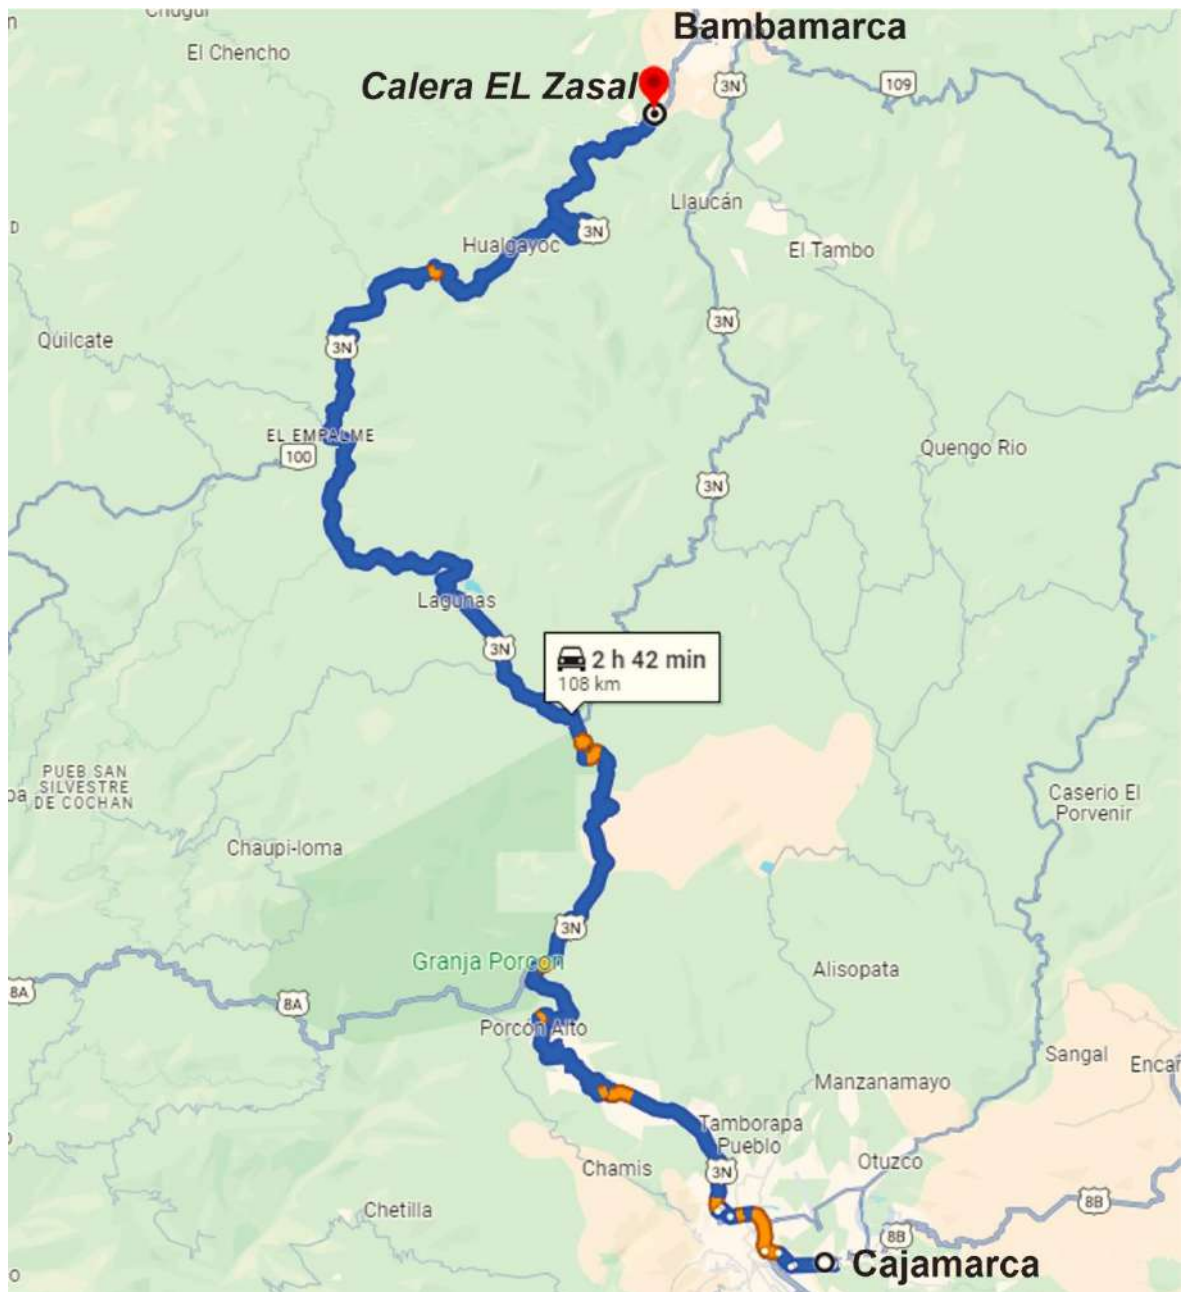 Chugur
Bambamarca
El Chencho
Calera EL Zasal
3N
109
Llaucán
3N
Hualgayoc
El Tambo
3N
Quilcate
3N
EL EMPALME
100
Quengo Rio
3N
Lagunas
3N
2 h 42 min
108 km
PUEB SAN
SILVESTRE
DE COCHAN
Caserio El
Porvenir
Chaupi-loma
3N
Granja Porcon
Alisopata
8A
8A
Porcón Alto
Sangal
Manzanamayo
Tamborapa
Pueblo
Otuzco
Chamis
3N
8B
Chetilla
8B
Cajamarca